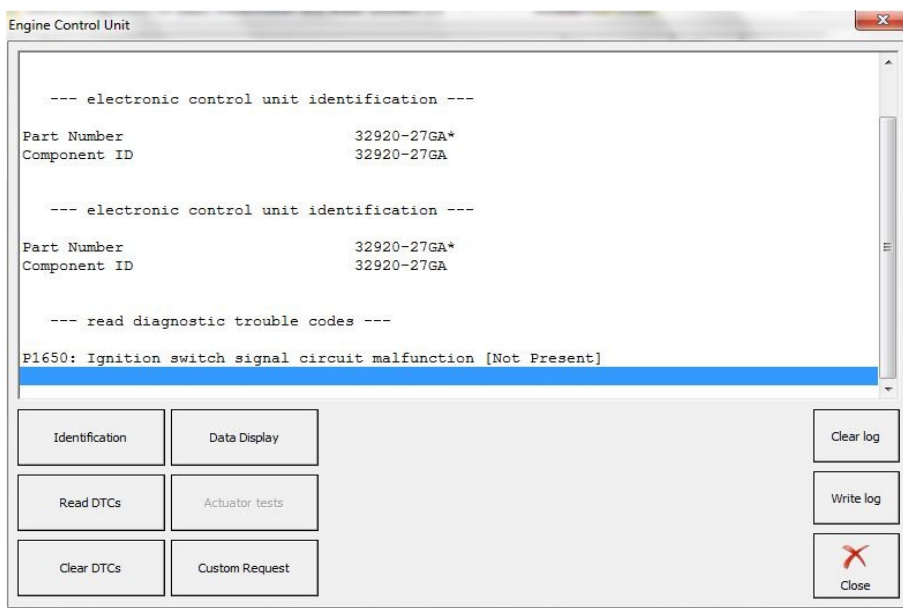 Engine Control Unit
--- electronic control unit identification ---
Part Number 32920-27GA*
Component ID 32920-27GA
--- electronic control unit identification ---
Part Number 32920-27GA*
Component ID 32920-27GA
--- read diagnostic trouble codes ---
P1650: Ignition switch signal circuit malfunction [Not Present]
Identification
Data Display
Clear log
Read DTCs
Actuator tests
Write log
Clear DTCs
Custom Request
Close